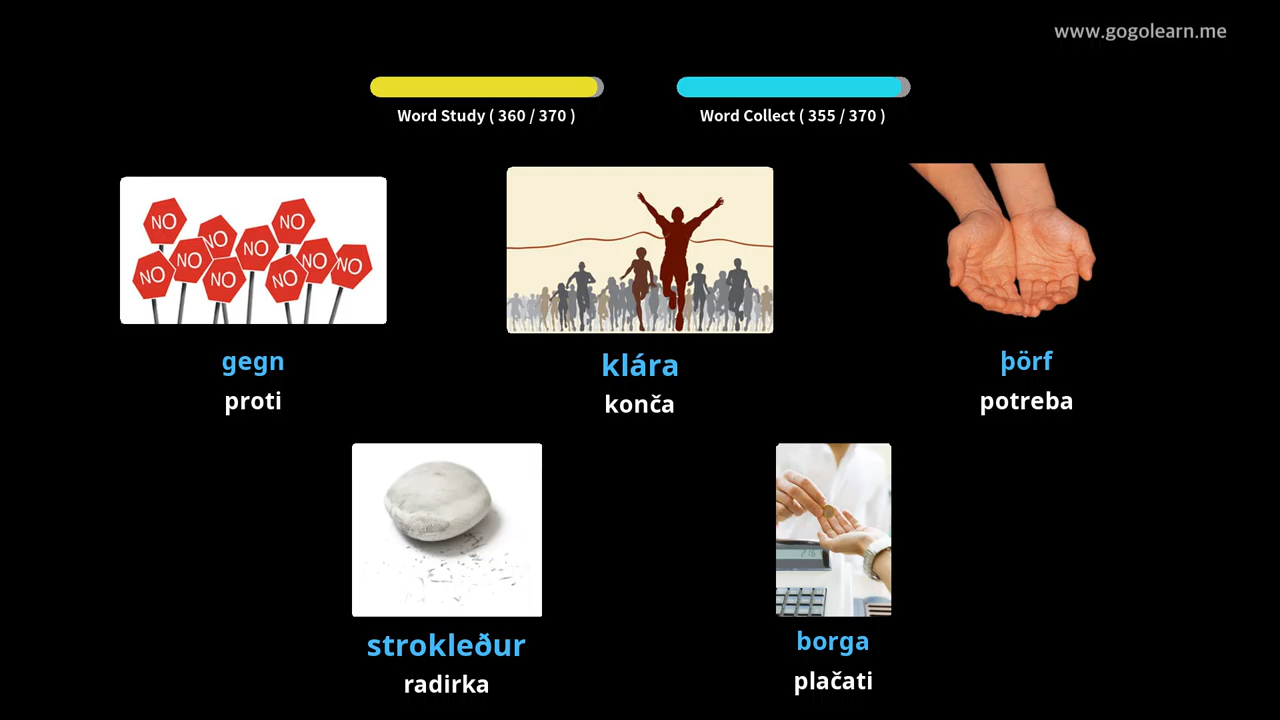 www.gogolearn.me
Word Study ( 360 / 370 )
Word Collect ( 355 / 370 )
NO
NO
NO
NO
NO
NO
NO
NO
NO
gegn
proti
klára
konča
þörf
potreba
strokleður
radirka
borga
plačati